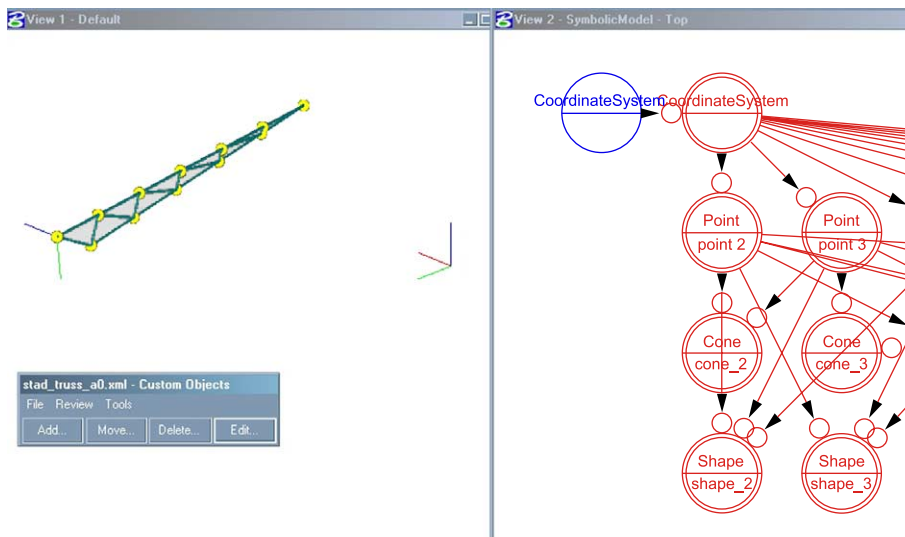 View 1 - Default
View 2 - SymbolicModel - Top
CoordinateSystem
CoordinateSystem
Point
point 2
Point
point 3
Cone
cone_2
Cone
cone_3
stad_truss_a0.xml - Custom Objects
File Review Tools
Add... Move... Delete... Edit...
Shape
shape_2
Shape
shape_3